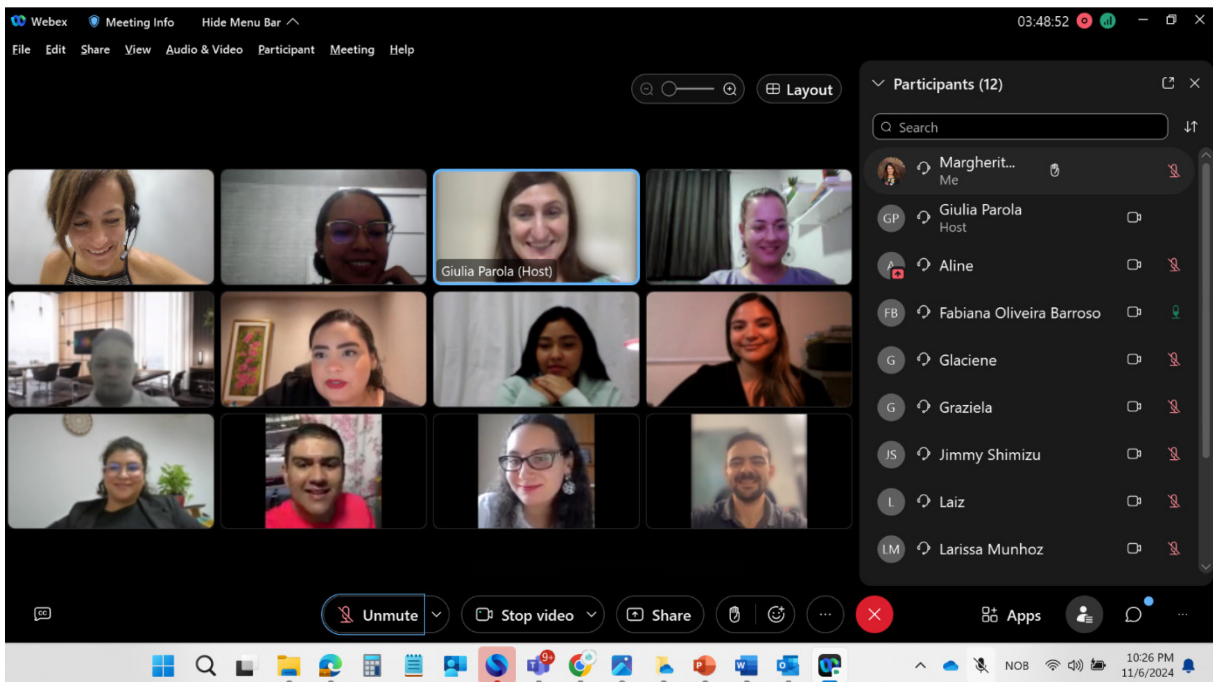 Webex Meeting Info Hide Menu Bar 03:48:52
File Edit Share View Audio & Video Participant Meeting Help
Layout
Participants (12)
Search
Margherit...
Me
GP Giulia Parola
Host
A Aline
FB Fabiana Oliveira Barroso
G Glaciene
G Graziela
JS Jimmy Shimizu
L Laiz
LM Larissa Munhoz
Giulia Parola (Host)
CC Unmute Stop video Share Apps
9+ NOB 10:26 PM
11/6/2024